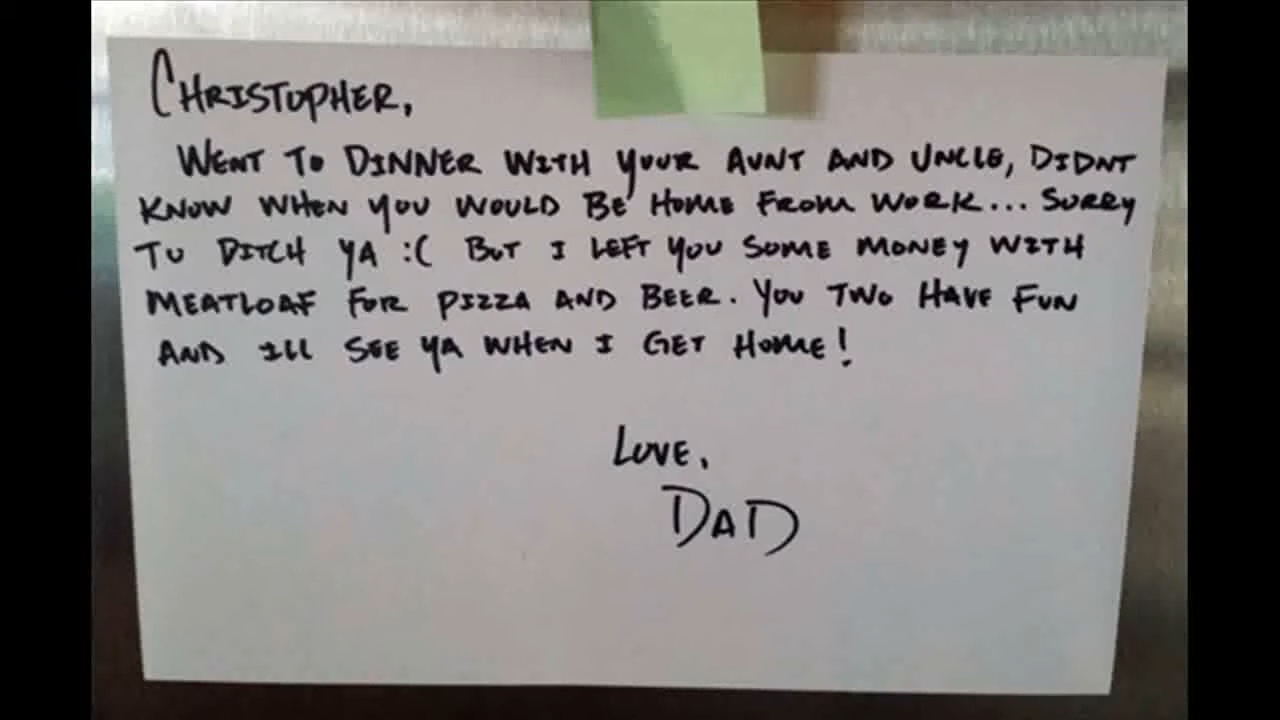 CHRISTOPHER,
WENT TO DINNER WITH YOUR AUNT AND UNCLE, DIDNT
KNOW WHEN YOU WOULD BE HOME FROM WORK... SORRY
TO DITCH YA :( BUT I LEFT YOU SOME MONEY WITH
MEATLOAF FOR PIZZA AND BEER. YOU TWO HAVE FUN
AND ILL SEE YA WHEN I GET HOME!
LOVE,
DAD